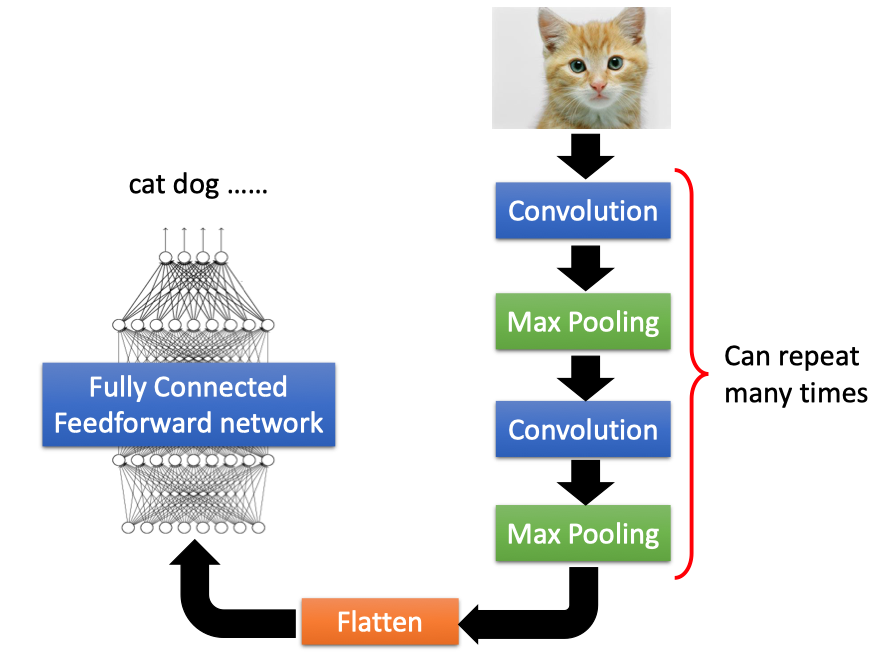 cat dog ……
Convolution
Max Pooling
Convolution
Max Pooling
Can repeat
many times
Flatten
Fully Connected
Feedforward network